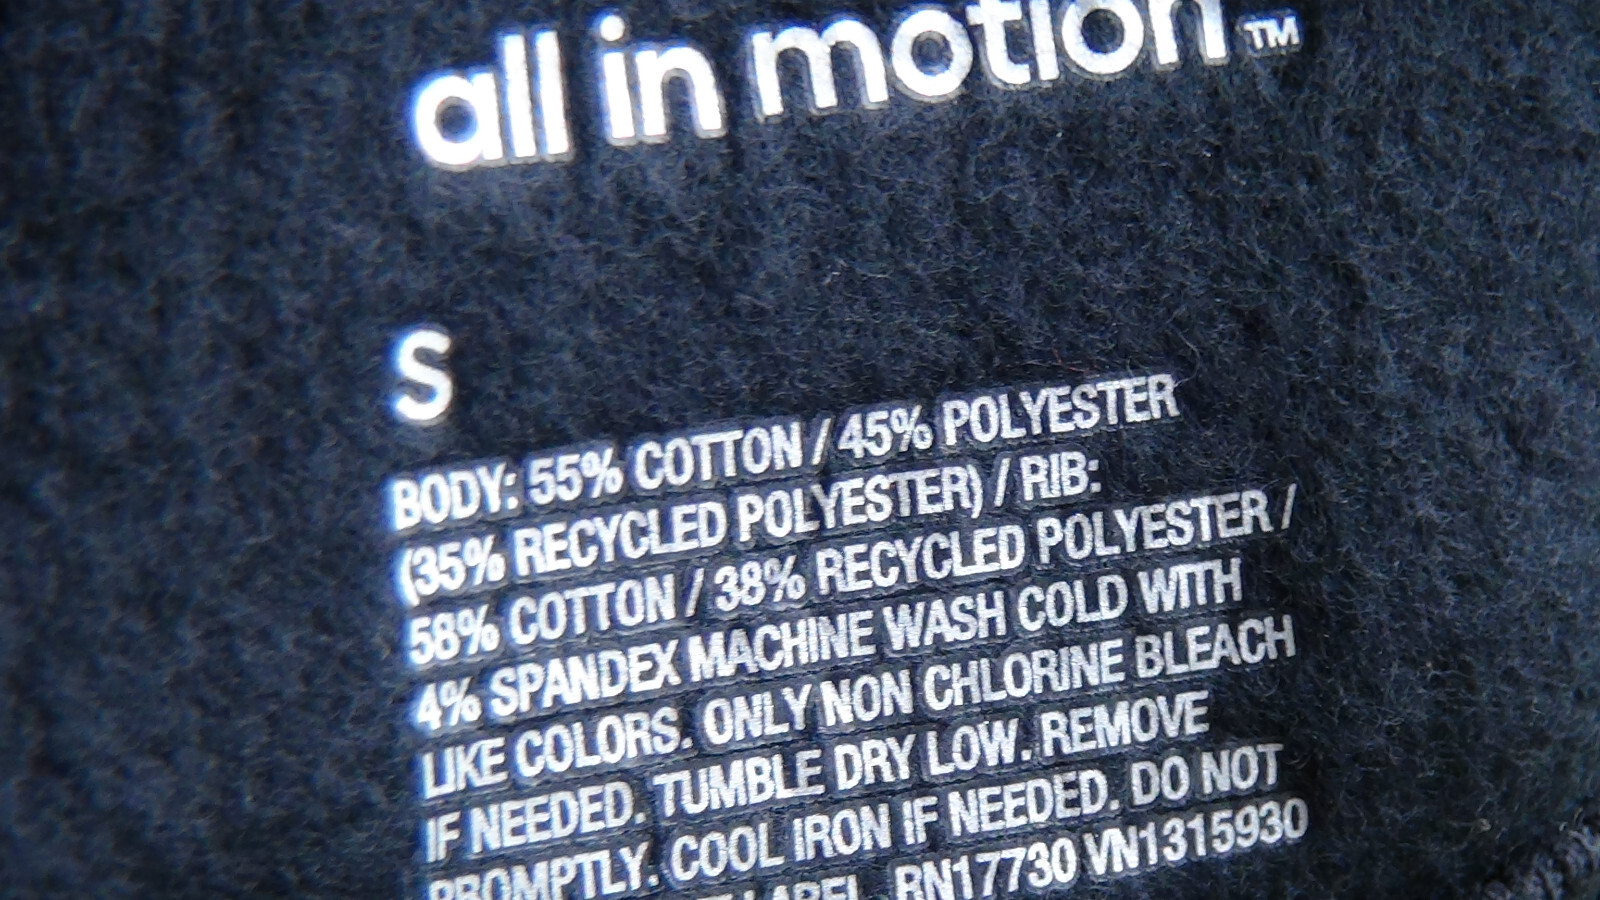 all in motion™
S
BODY: 55% COTTON / 45% POLYESTER
(35% RECYCLED POLYESTER) / RIB:
58% COTTON / 38% RECYCLED POLYESTER /
4% SPANDEX MACHINE WASH COLD WITH
LIKE COLORS. ONLY NON CHLORINE BLEACH
IF NEEDED. TUMBLE DRY LOW. REMOVE
PROMPTLY. COOL IRON IF NEEDED. DO NOT
LABEL RN17730 VN1315930